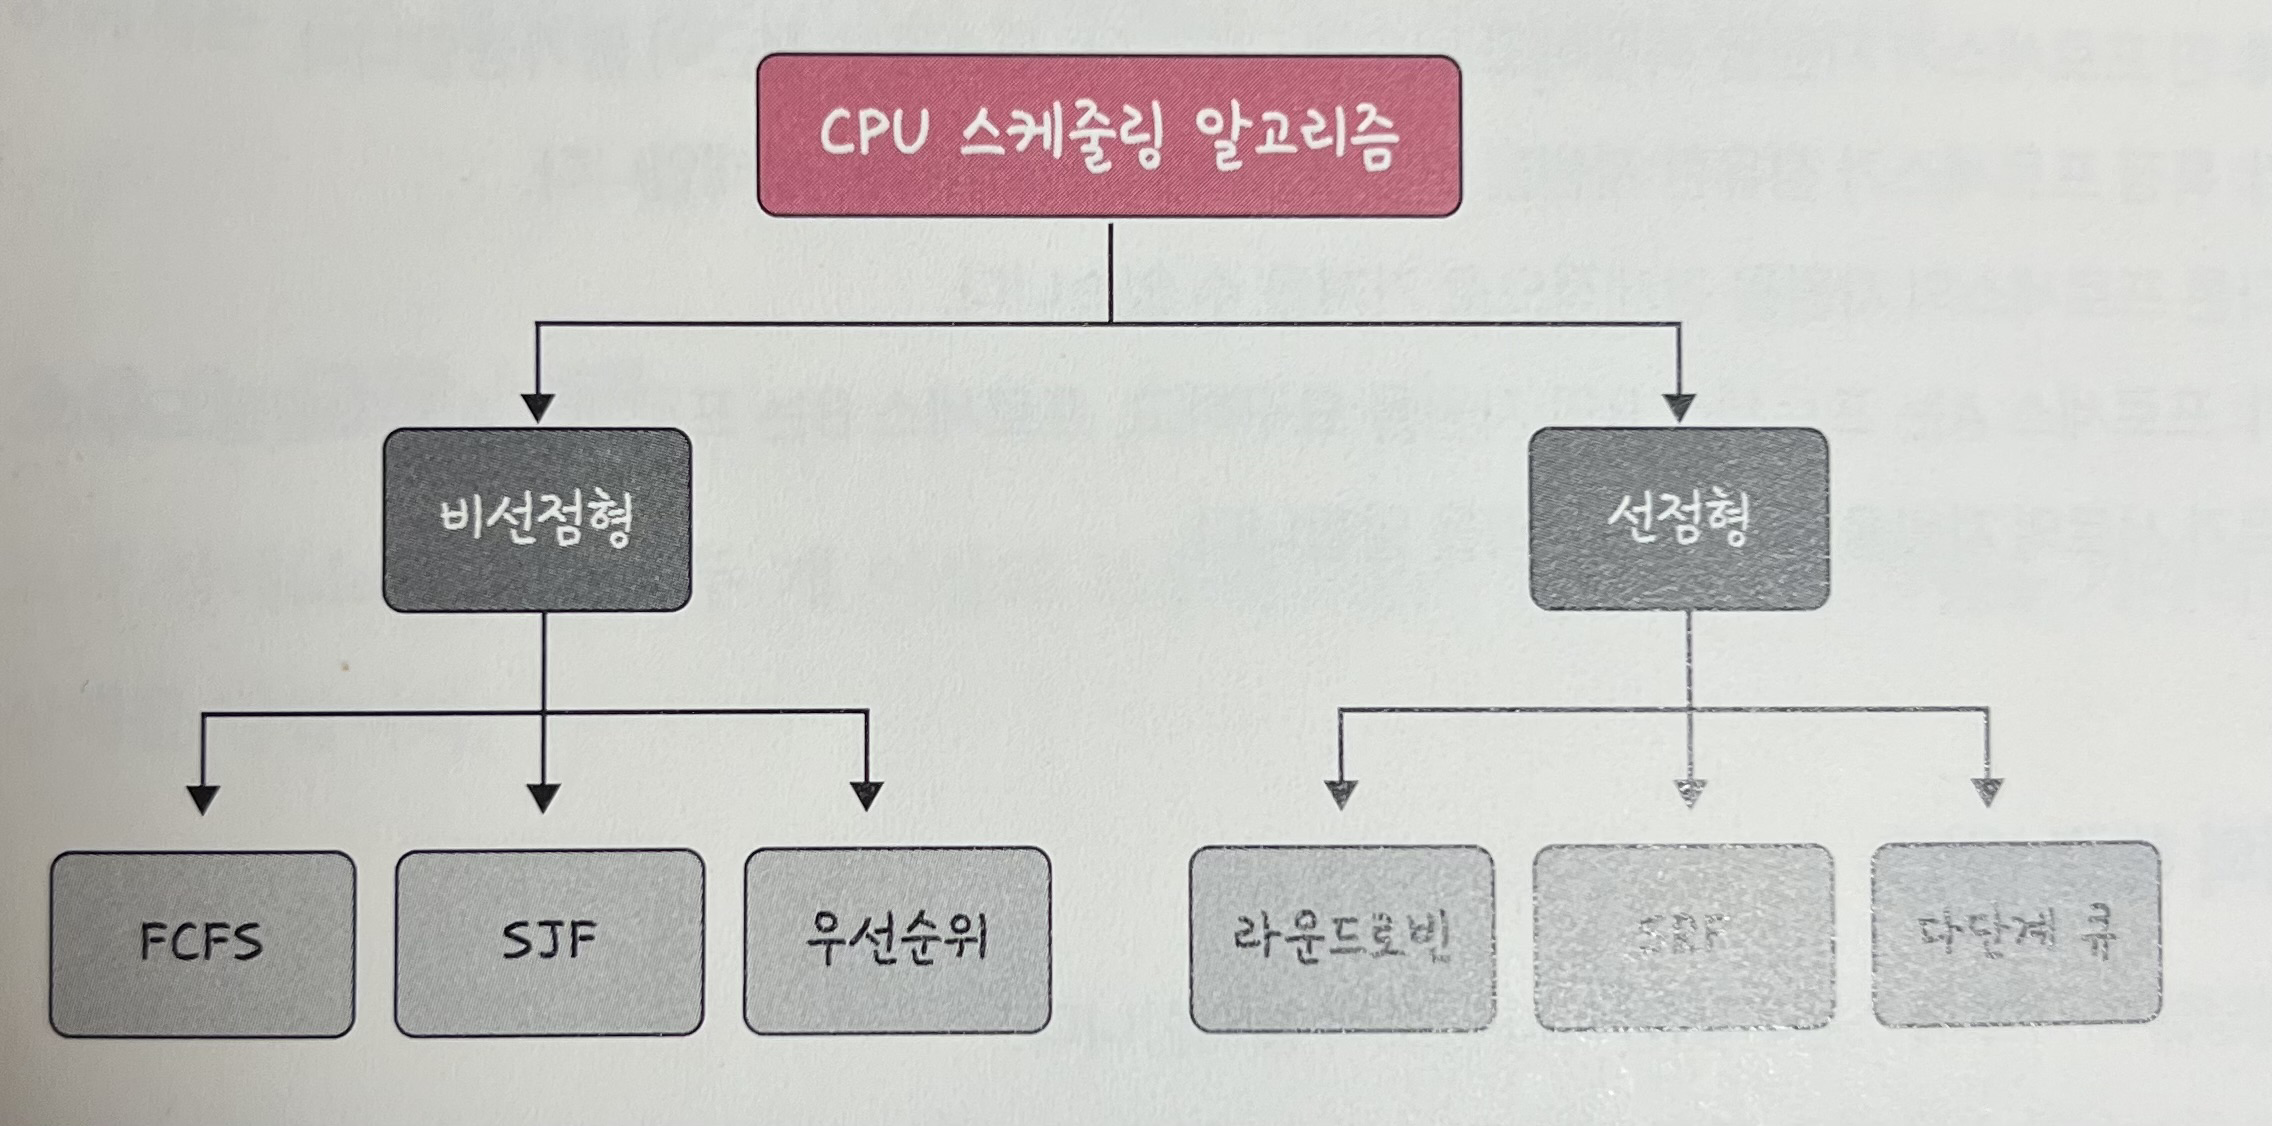 CPU 스케줄링 알고리즘
비선점형
선점형
FCFS
SJF
우선순위
라운드로빈
SRF
다단계 큐